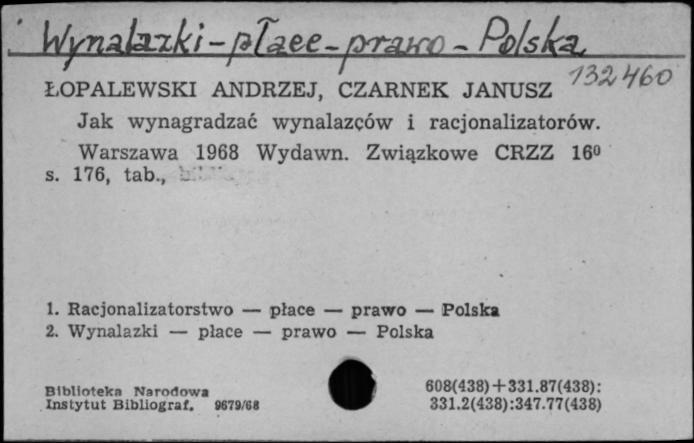 Wynalazki - płace - prawo - Polska
132460
ŁOPALEWSKI ANDRZEJ, CZARNEK JANUSZ
Jak wynagradzać wynalazców i racjonalizatorów.
Warszawa 1968 Wydawn. Związkowe CRZZ 16⁰
s. 176, tab.,
1. Racjonalizatorstwo — płace — prawo — Polska
2. Wynalazki — płace — prawo — Polska
Biblioteka Narodowa
Instytut Bibliograf. 9679/68
608(438)+331.87(438):
331.2(438):347.77(438)